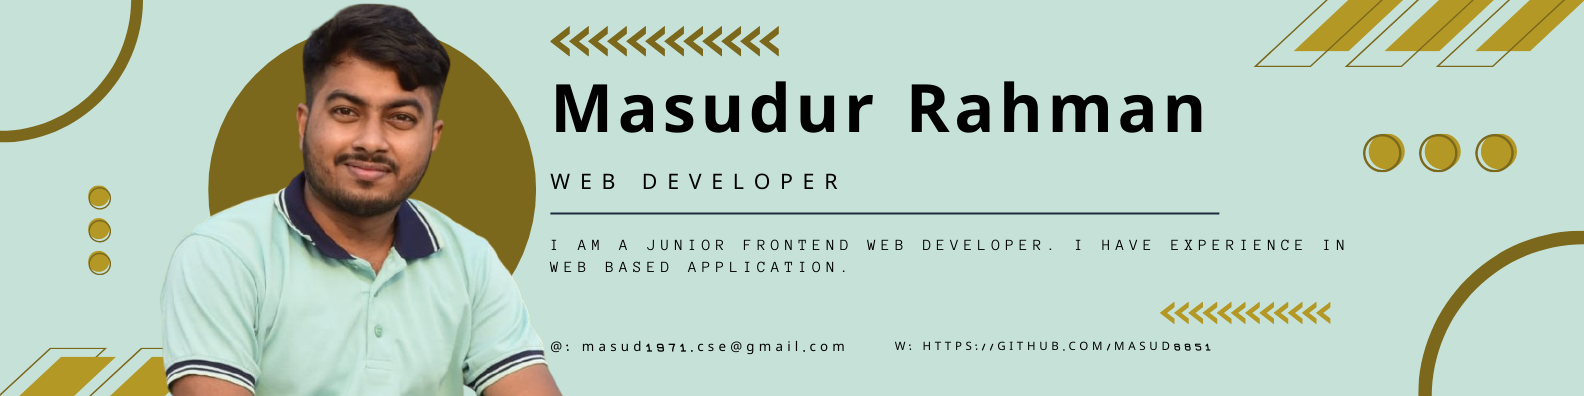 Masudur Rahman
WEB DEVELOPER
I AM A JUNIOR FRONTEND WEB DEVELOPER. I HAVE EXPERIENCE IN
WEB BASED APPLICATION.
@: masud1971.cse@gmail.com
W: HTTPS://GITHUB.COM/MASUD8851